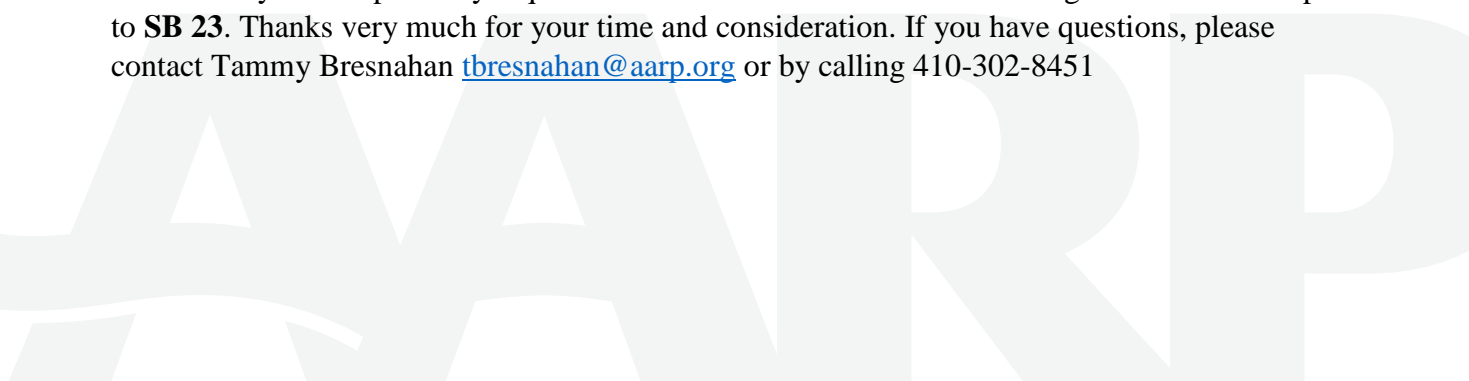 to SB 23. Thanks very much for your time and consideration. If you have questions, please
contact Tammy Bresnahan tbresnahan@aarp.org or by calling 410-302-8451
AARP